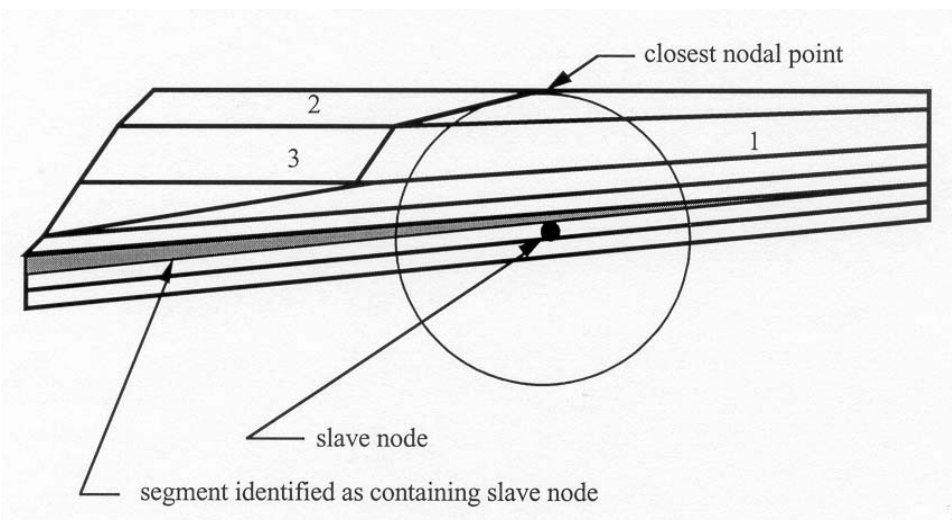 closest nodal point
2
1
3
slave node
segment identified as containing slave node